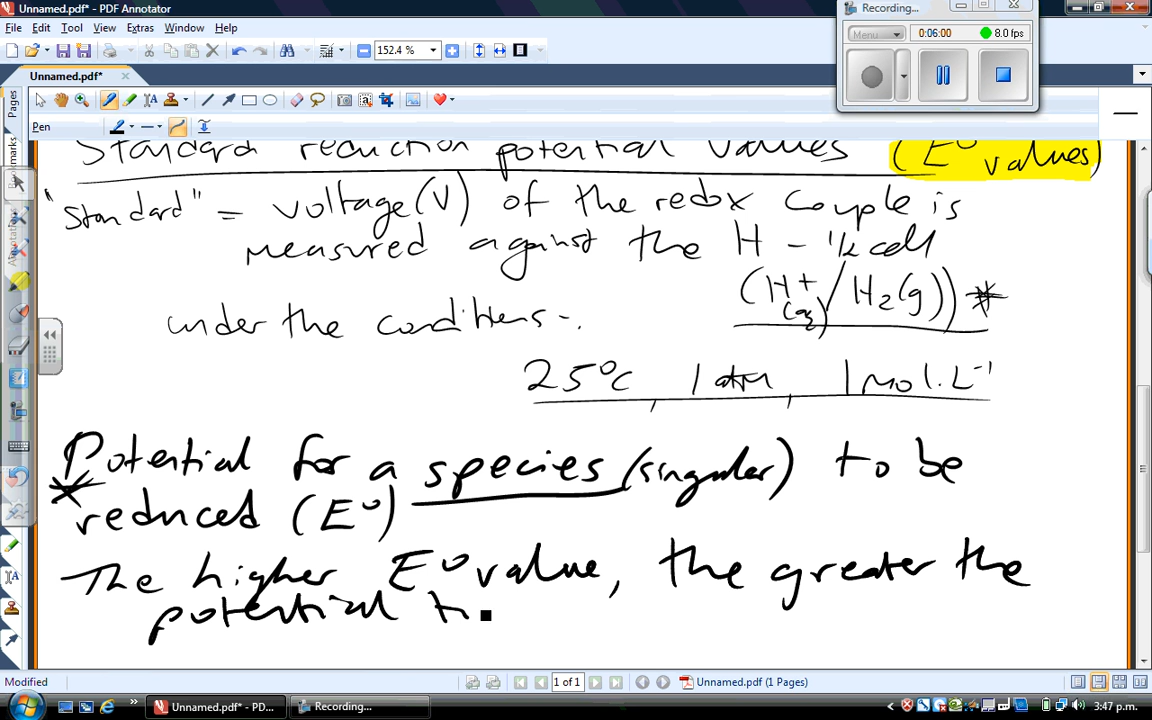 Unnamed.pdf* - PDF Annotator
Recording...
File Edit Tool View Extras Window Help
Menu 0:06:00 8.0 fps
152.4 %
Unnamed.pdf*
Pen
Pages
Standard reduction potential values (E° values)
"Standard" = voltage (V) of the redox couple is
measured against the H - 1/2 cell
(H+(aq)/H2(g)) *
under the conditions -.
25°C, 1 atm, 1 mol.L⁻¹
* Potential for a species (singular) to be
reduced (E°)
The higher E° value, the greater the
potential t
Modified 1 of 1 Unnamed.pdf (1 Pages)
Unnamed.pdf* - PD... Recording... 3:47 p.m.